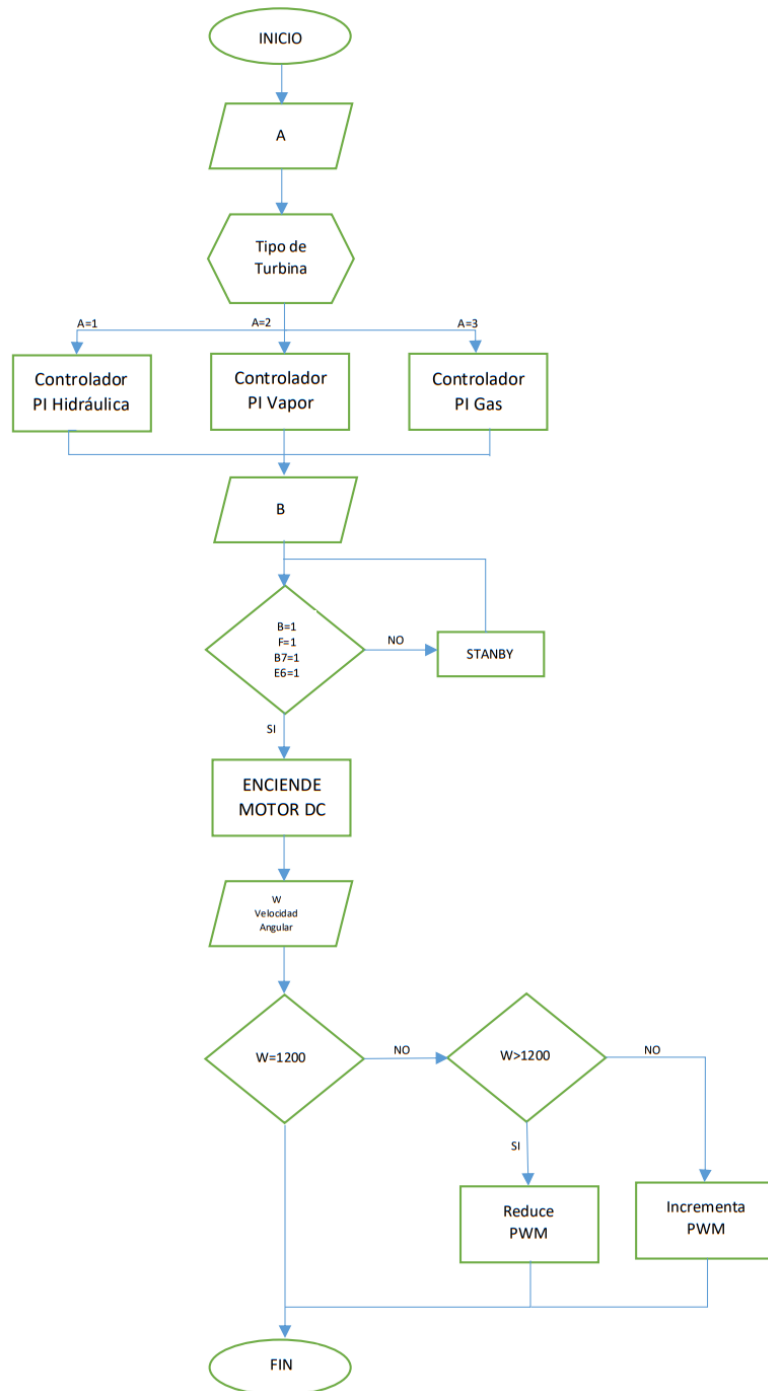 INICIO
A
Tipo de
Turbina
A=1
A=2
A=3
Controlador
PI Hidráulica
Controlador
PI Vapor
Controlador
PI Gas
B
B=1
F=1
B7=1
E6=1
NO
STANBY
SI
ENCIENDE
MOTOR DC
W
Velocidad
Angular
W=1200
NO
W>1200
NO
SI
Reduce
PWM
Incrementa
PWM
FIN